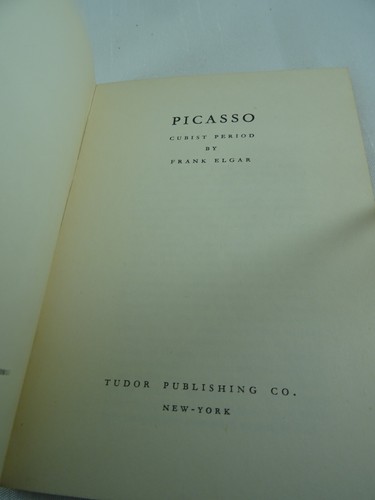 PICASSO
CUBIST PERIOD
BY
FRANK ELGAR
TUDOR PUBLISHING CO.
NEW-YORK